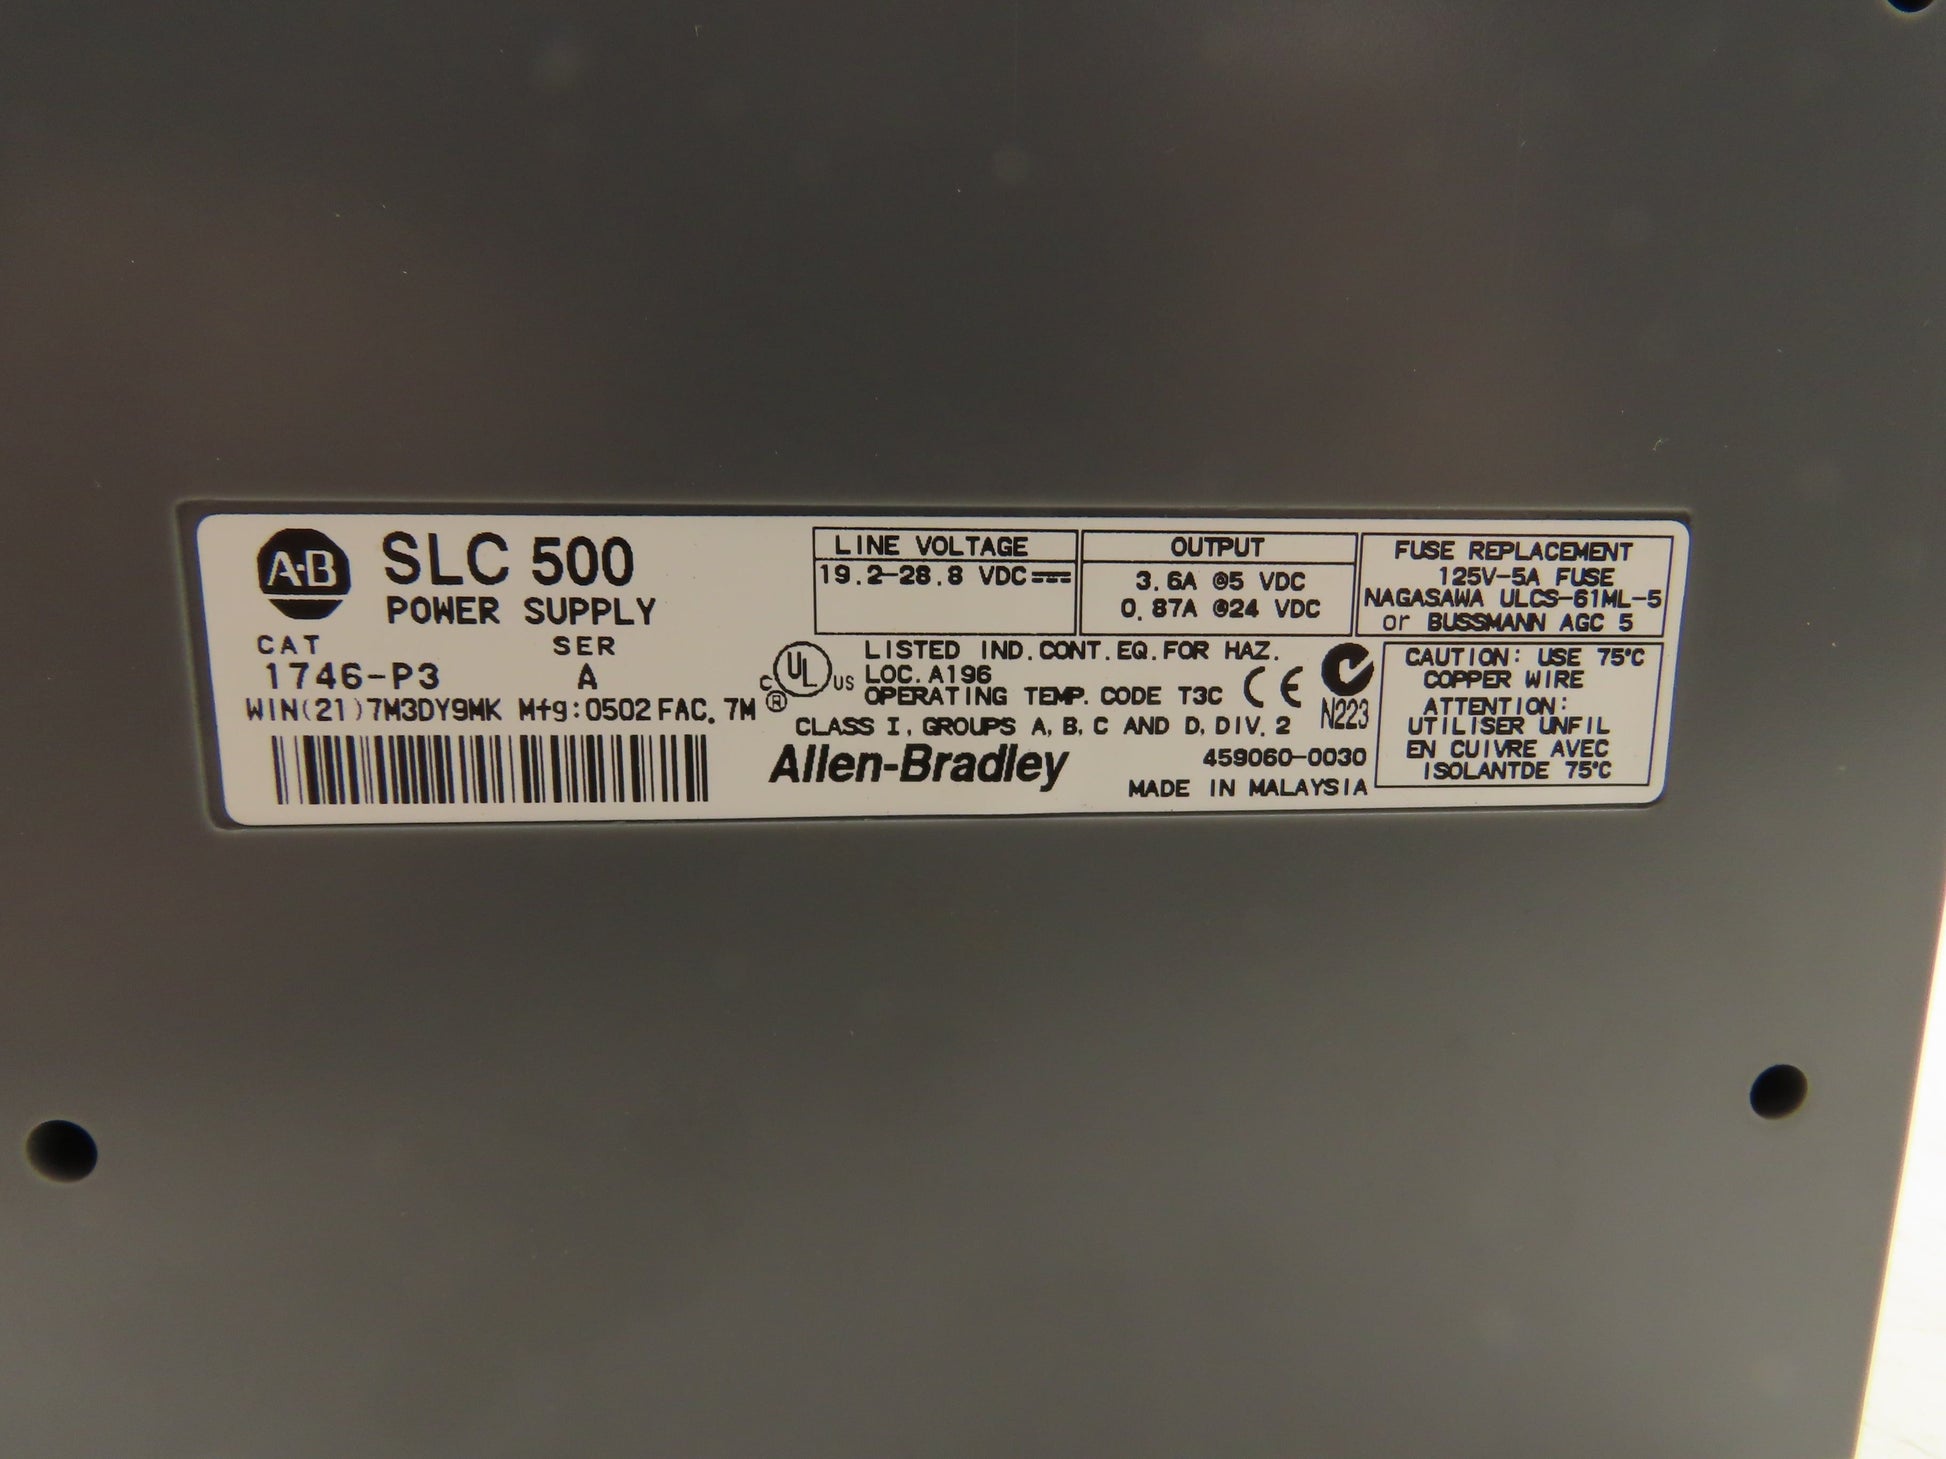 A-B
SLC 500
POWER SUPPLY
CAT SER
1746-P3 A
WIN(21)7M3DY9MK Mfg:0502 FAC. 7M
LINE VOLTAGE
19.2-28.8 VDC
OUTPUT
3.6A @5 VDC
0.87A @24 VDC
FUSE REPLACEMENT
125V-5A FUSE
NAGASAWA ULCS-61ML-5
or BUSSMANN AGC 5
C UL US ®
LISTED IND.CONT.EQ.FOR HAZ.
LOC.A196
OPERATING TEMP. CODE T3C CE
N223
CLASS I, GROUPS A, B, C AND D, DIV. 2
Allen-Bradley
459060-0030
MADE IN MALAYSIA
CAUTION: USE 75°C
COPPER WIRE
ATTENTION:
UTILISER UNFIL
EN CUIVRE AVEC
ISOLANTDE 75°C